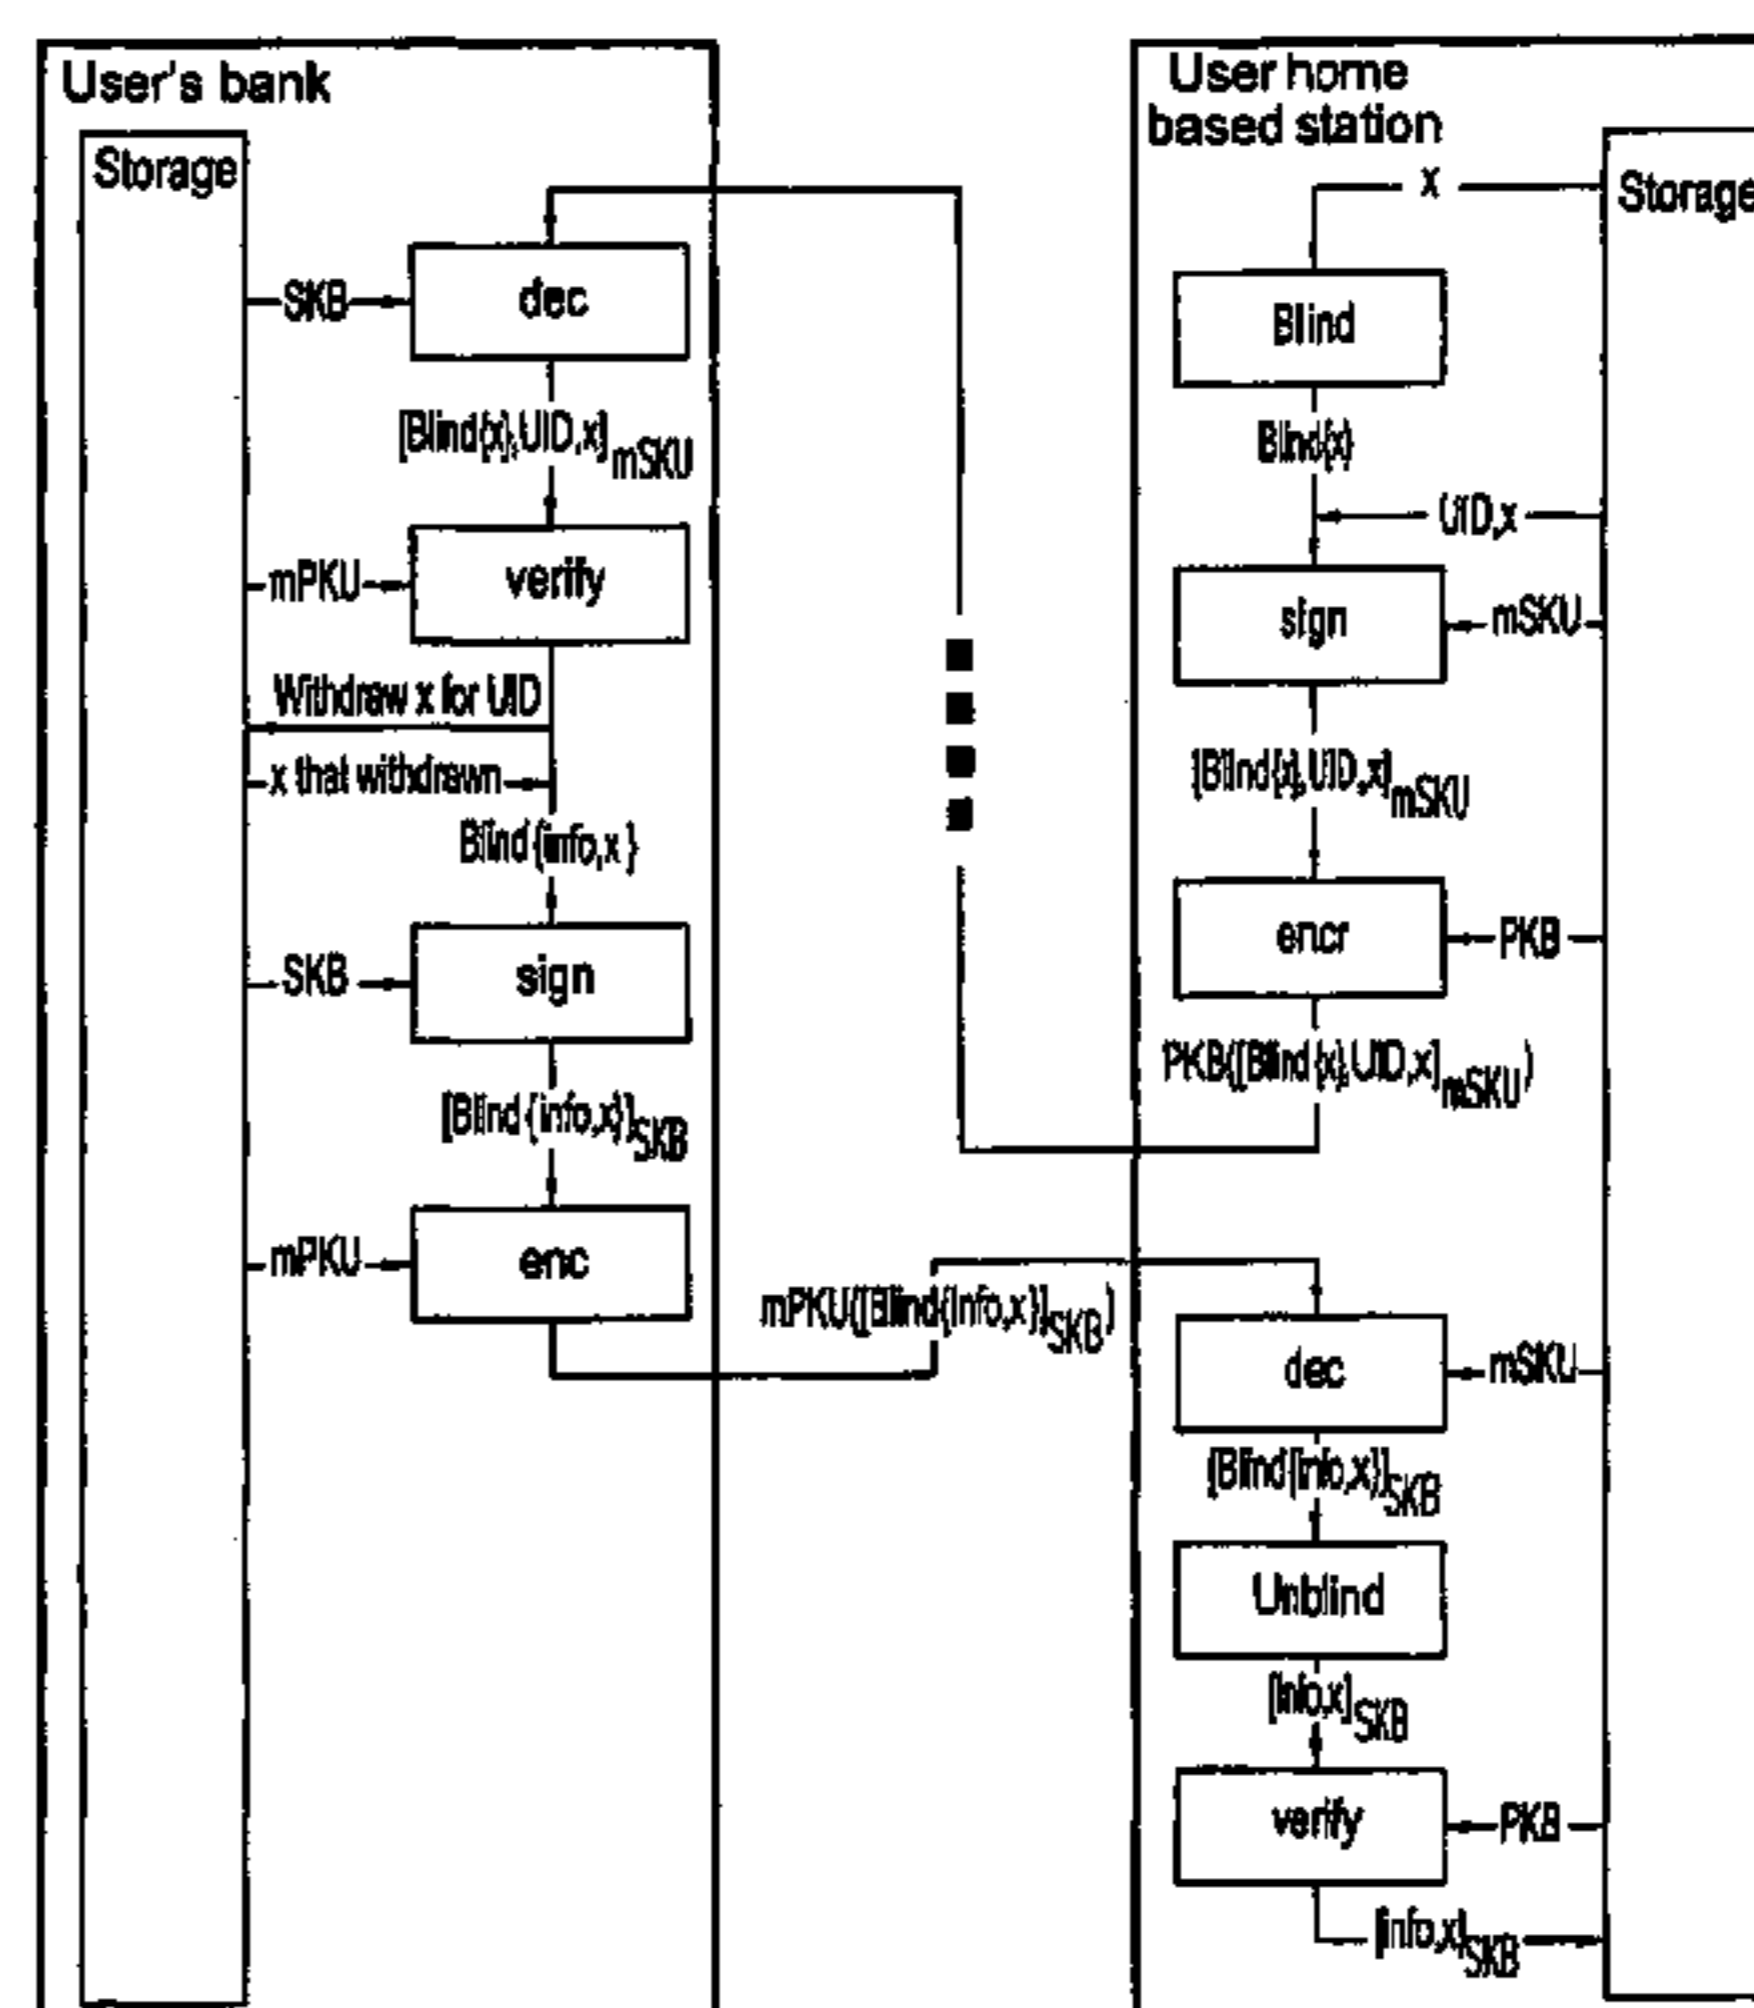 User's bank
Storage
SKB
dec
[Blind{x},UID,x]mSKU
mPKU
verify
Withdraw x for UID
x that withdrawn
Blind{info,x}
SKB
sign
[Blind{info,x}]SKB
mPKU
enc
mPKU([Blind{info,x}]SKB)
User home
based station
x
Storage
Blind
Blind{x}
UID,x
sign
mSKU
[Blind{x},UID,x]mSKU
encr
PKB
PKB([Blind{x},UID,x]mSKU)
dec
mSKU
[Blind{info,x}]SKB
Unblind
[info,x]SKB
verify
PKB
[info,x]SKB